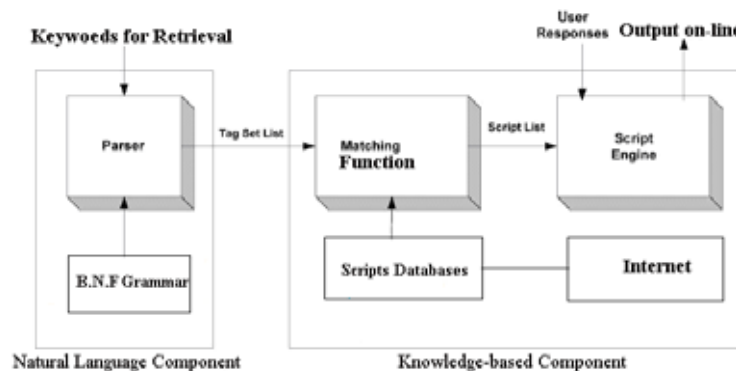 Keywoeds for Retrieval
User
Responses
Output on-line
Parser
Tag Set List
Matching
Function
Script List
Script
Engine
B.N.F Grammar
Scripts Databases
Internet
Natural Language Component
Knowledge-based Component